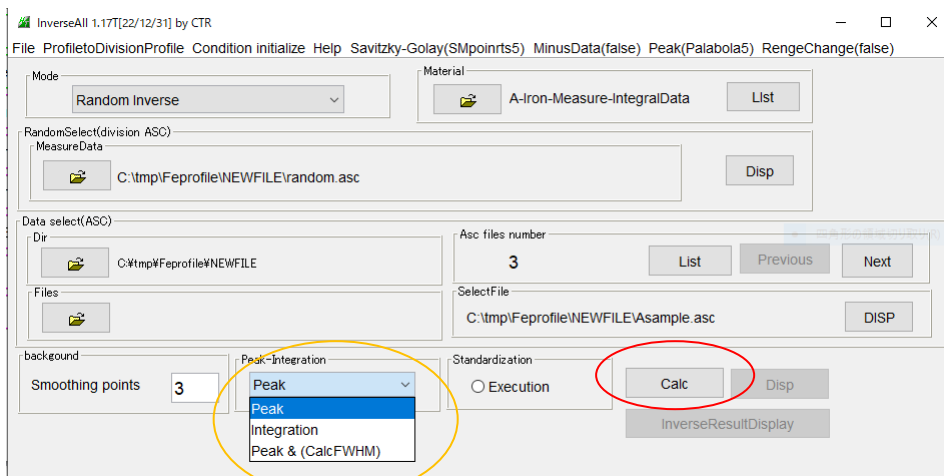 InverseAll 1.17T[22/12/31] by CTR
File ProfiletoDivisionProfile Condition initialize Help Savitzky-Golay(SMpoinrts5) MinusData(false) Peak(Palabola5) RengeChange(false)
Mode
Random Inverse
Material
A-Iron-Measure-IntegralData
LIst
RandomSelect(division ASC)
MeasureData
C:\tmp\Feprofile\NEWFILE\random.asc
Disp
Data select(ASC)
Dir
C:¥tmp¥Feprofile¥NEWFILE
Asc files number
3
List
Previous
Next
Files
SelectFile
C:\tmp\Feprofile\NEWFILE\Asample.asc
DISP
backgound
Smoothing points
3
Peak-Integration
Peak
Peak
Integration
Peak & (CalcFWHM)
Standardization
Execution
Calc
Disp
InverseResultDisplay